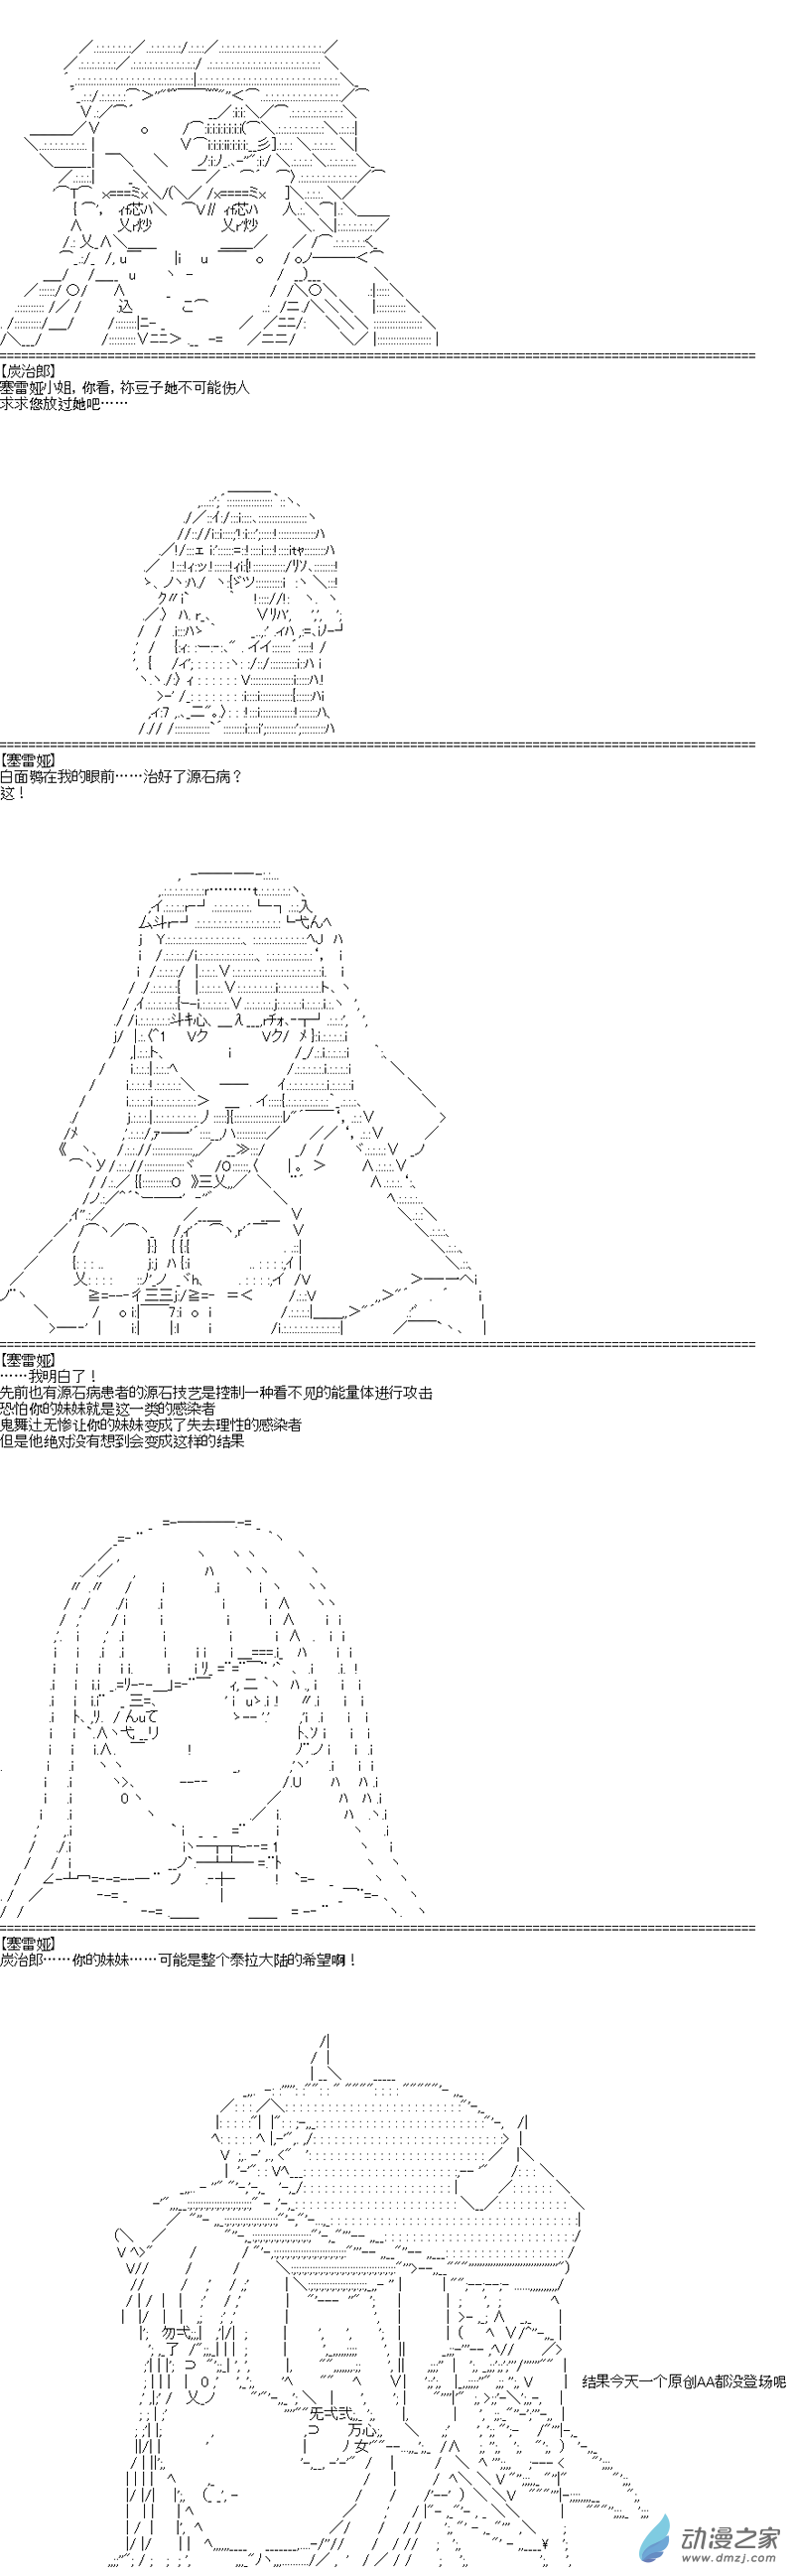 【炭治郎】
塞雷娅小姐，你看，祢豆子她不可能伤人
求求您放过她吧……
【塞雷娅】
白面鸮在我的眼前……治好了源石病？
这！
【塞雷娅】
……我明白了！
先前也有源石病患者的源石技艺是控制一种看不见的能量体进行攻击
恐怕你的妹妹就是这一类的感染者
鬼舞辻无惨让你的妹妹变成了失去理性的感染者
但是他绝对没有想到会变成这样的结果
【塞雷娅】
炭治郎……你的妹妹……可能是整个泰拉大陆的希望啊！
结果今天一个原创AA都没登场呢
动漫之家
www.dmzj.com